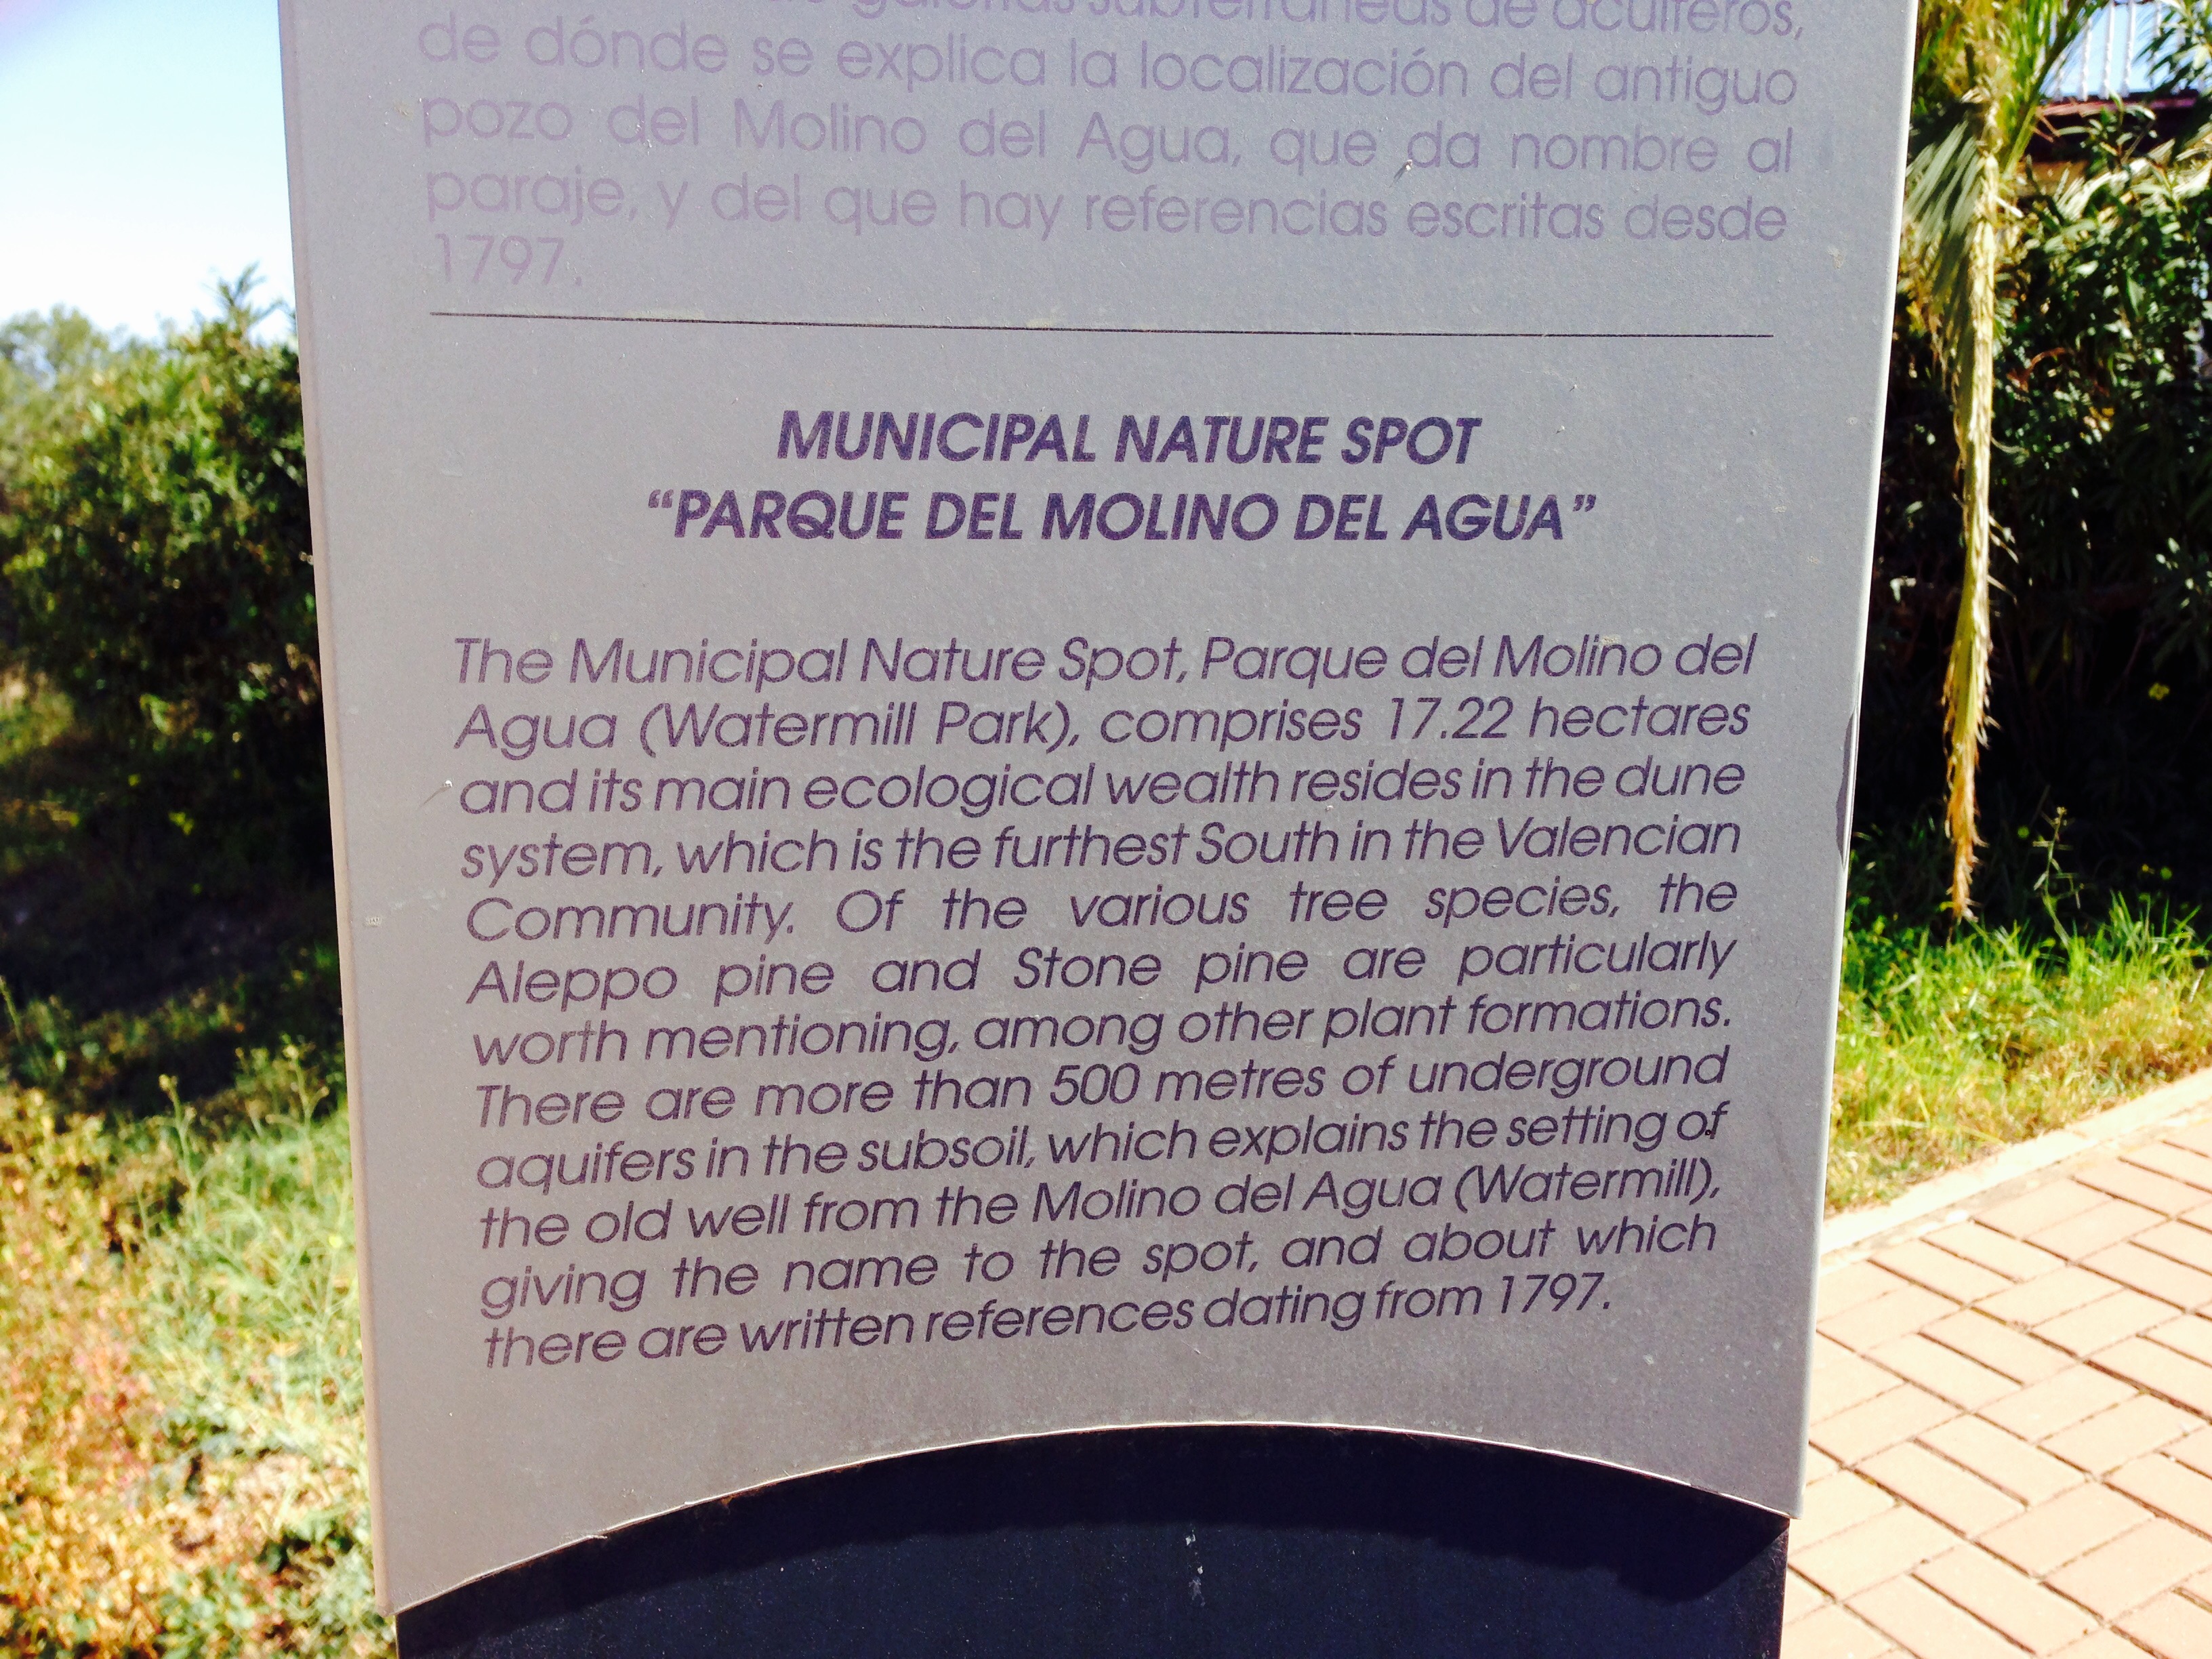 galerías subterráneas de acuíferos,
de dónde se explica la localización del antiguo
pozo del Molino del Agua, que da nombre al
paraje, y del que hay referencias escritas desde
1797.
MUNICIPAL NATURE SPOT
“PARQUE DEL MOLINO DEL AGUA”
The Municipal Nature Spot, Parque del Molino del
Agua (Watermill Park), comprises 17.22 hectares
and its main ecological wealth resides in the dune
system, which is the furthest South in the Valencian
Community. Of the various tree species, the
Aleppo pine and Stone pine are particularly
worth mentioning, among other plant formations.
There are more than 500 metres of underground
aquifers in the subsoil, which explains the setting of
the old well from the Molino del Agua (Watermill),
giving the name to the spot, and about which
there are written references dating from 1797.